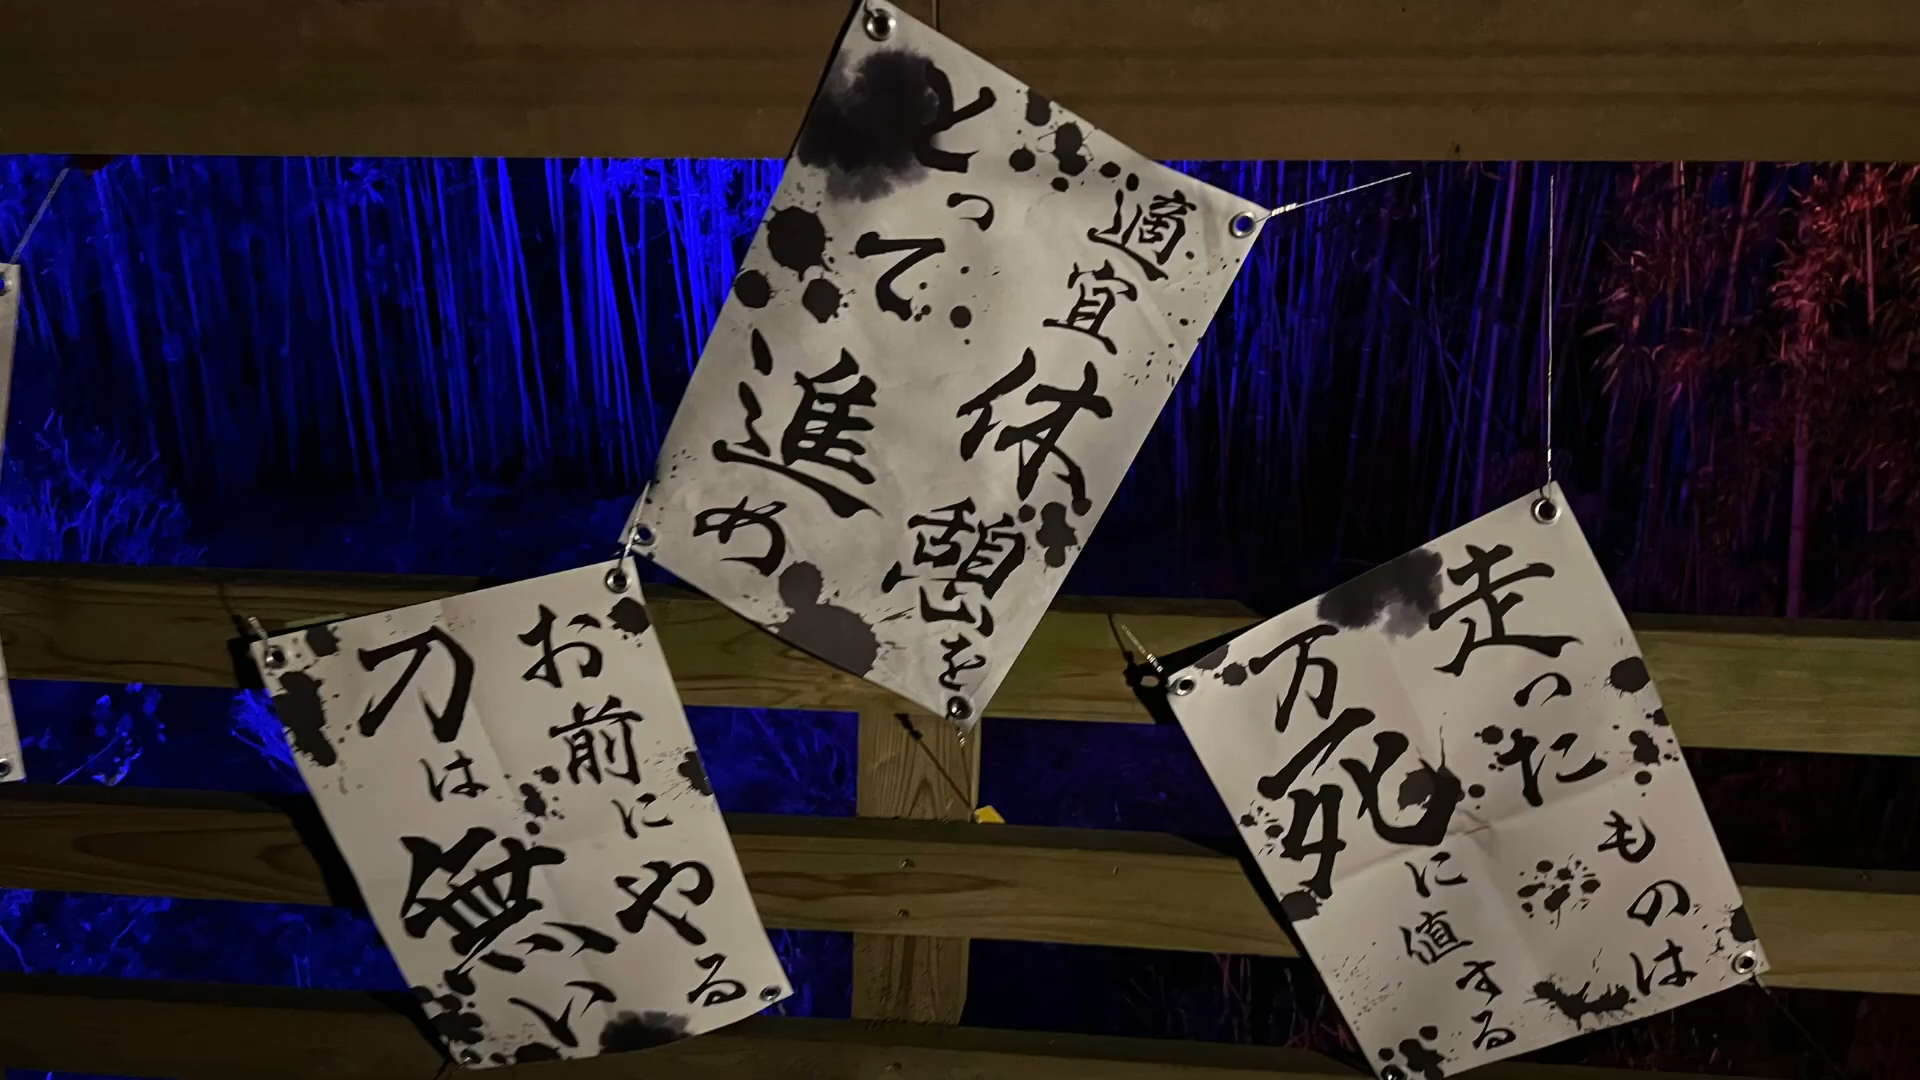 適宜休憩を
とって進め
お前にやる
刀は無い
走ったものは
万死に値する